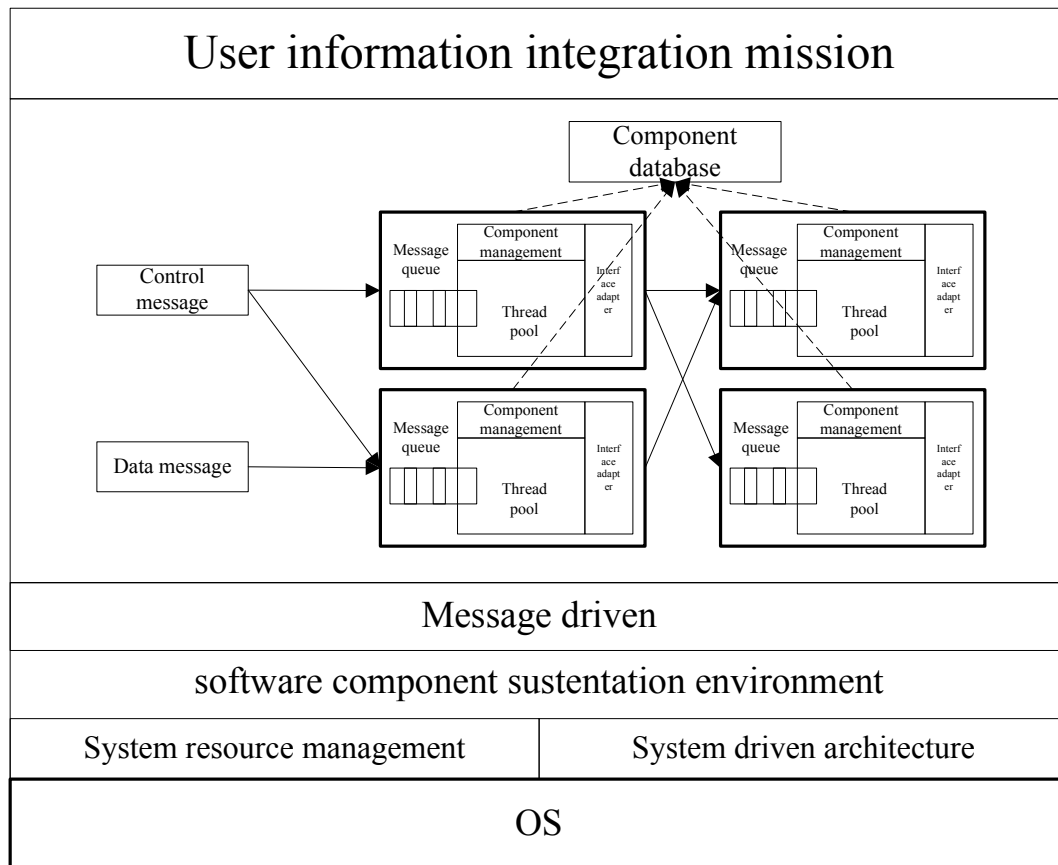 User information integration mission
Component
database
Control
message
Data message
Message
queue
Component
management
Thread
pool
Interf
ace
adapt
er
Message
queue
Component
management
Thread
pool
Interf
ace
adapt
er
Message
queue
Component
management
Thread
pool
Interf
ace
adapt
er
Message
queue
Component
management
Thread
pool
Interf
ace
adapt
er
Message driven
software component sustentation environment
System resource management
System driven architecture
OS